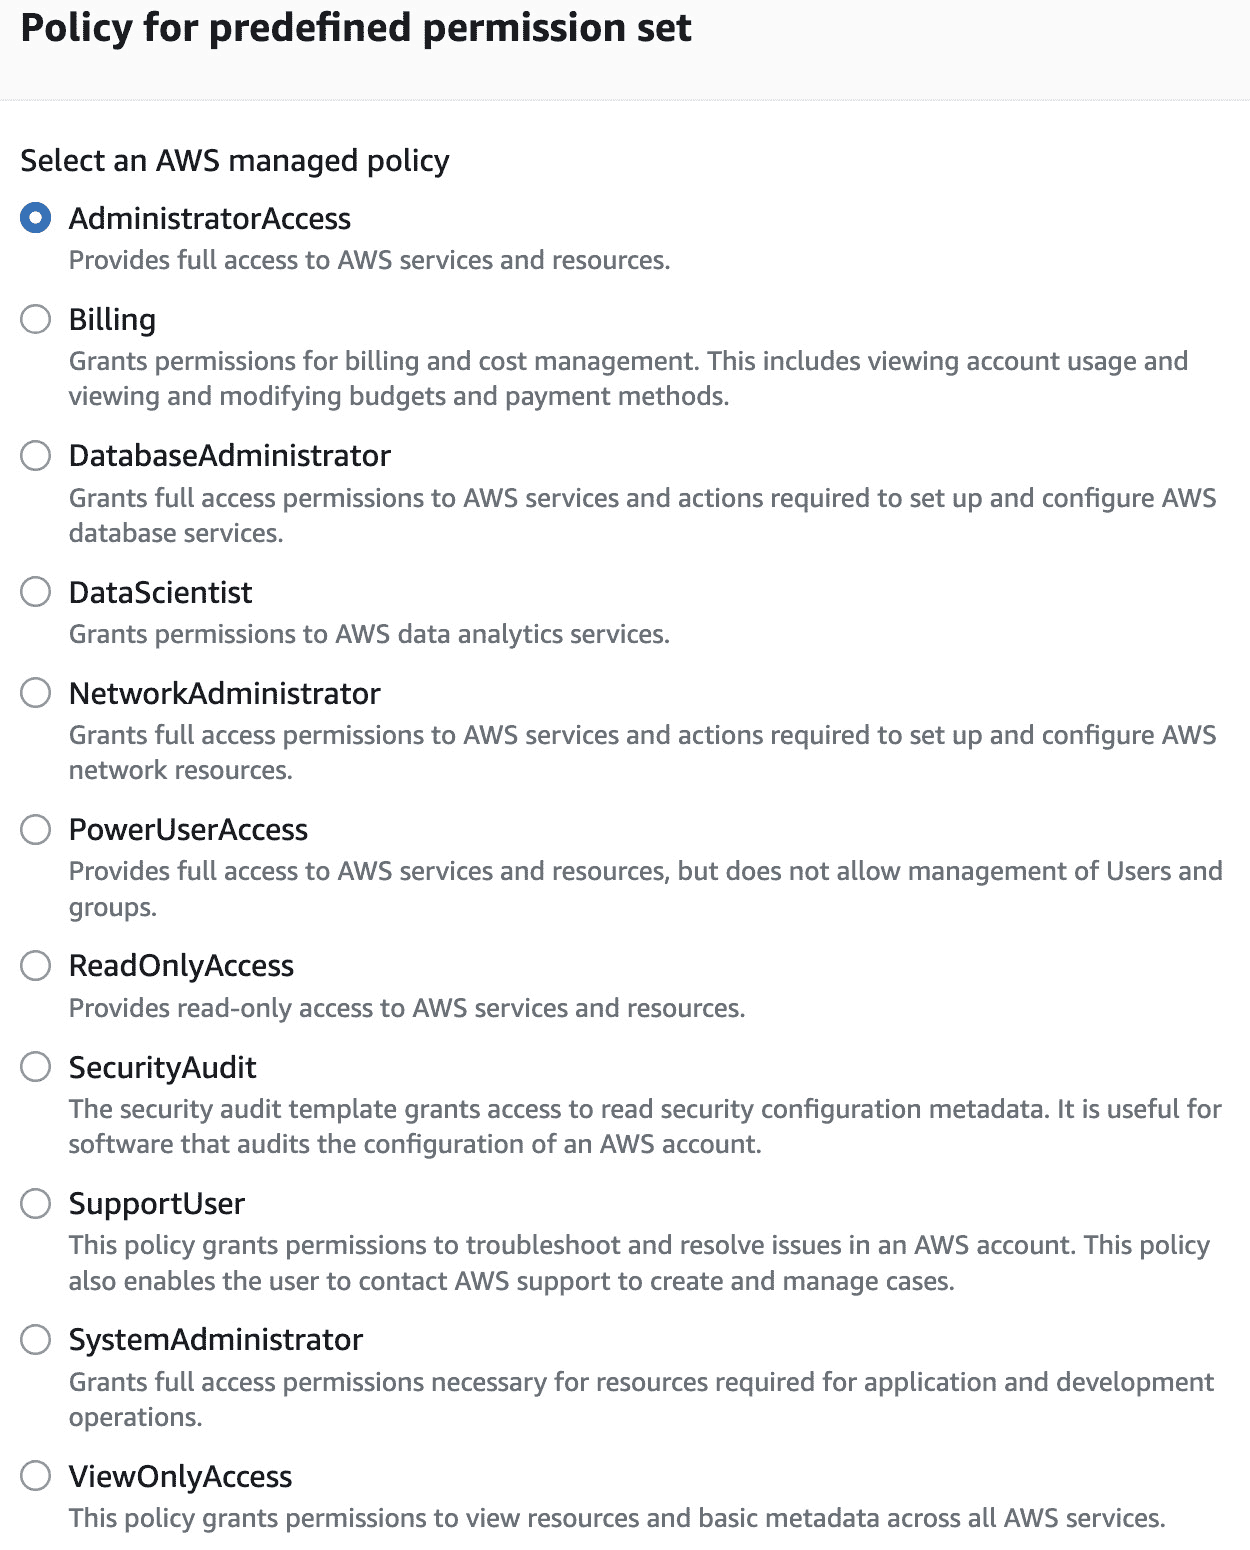 Policy for predefined permission set
Select an AWS managed policy
AdministratorAccess
Provides full access to AWS services and resources.
Billing
Grants permissions for billing and cost management. This includes viewing account usage and
viewing and modifying budgets and payment methods.
DatabaseAdministrator
Grants full access permissions to AWS services and actions required to set up and configure AWS
database services.
DataScientist
Grants permissions to AWS data analytics services.
NetworkAdministrator
Grants full access permissions to AWS services and actions required to set up and configure AWS
network resources.
PowerUserAccess
Provides full access to AWS services and resources, but does not allow management of Users and
groups.
ReadOnlyAccess
Provides read-only access to AWS services and resources.
SecurityAudit
The security audit template grants access to read security configuration metadata. It is useful for
software that audits the configuration of an AWS account.
SupportUser
This policy grants permissions to troubleshoot and resolve issues in an AWS account. This policy
also enables the user to contact AWS support to create and manage cases.
SystemAdministrator
Grants full access permissions necessary for resources required for application and development
operations.
ViewOnlyAccess
This policy grants permissions to view resources and basic metadata across all AWS services.